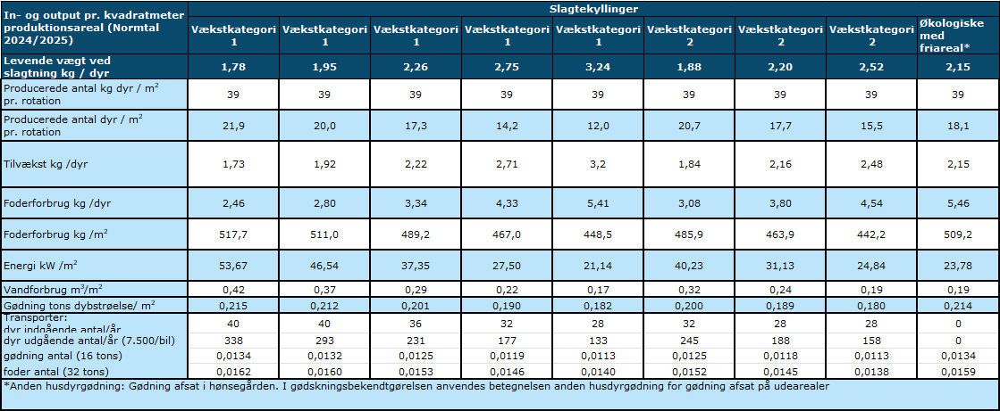 In- og output pr. kvadratmeter produktionsareal (Normtal 2024/2025) Slagtekyllinger
Vækstkategori 1 Vækstkategori 1 Vækstkategori 1 Vækstkategori 1 Vækstkategori 1 Vækstkategori 2 Vækstkategori 2 Vækstkategori 2 Økologiske med friareal*
Levende vægt ved slagtning kg / dyr 1,78 1,95 2,26 2,75 3,24 1,88 2,20 2,52 2,15
Producerede antal kg dyr / m² pr. rotation 39 39 39 39 39 39 39 39 39
Producerede antal dyr / m² pr. rotation 21,9 20,0 17,3 14,2 12,0 20,7 17,7 15,5 18,1
Tilvækst kg /dyr 1,73 1,92 2,22 2,71 3,2 1,84 2,16 2,48 2,15
Foderforbrug kg /dyr 2,46 2,80 3,34 4,33 5,41 3,08 3,80 4,54 5,46
Foderforbrug kg /m² 517,7 511,0 489,2 467,0 448,5 485,9 463,9 442,2 509,2
Energi kW /m² 53,67 46,54 37,35 27,50 21,14 40,23 31,13 24,84 23,78
Vandforbrug m³/m² 0,42 0,37 0,29 0,22 0,17 0,32 0,24 0,19 0,19
Gødning tons dybstrøelse/ m² 0,215 0,212 0,201 0,190 0,182 0,200 0,189 0,180 0,214
Transporter:
dyr indgående antal/år 40 40 36 32 28 32 28 28 0
dyr udgående antal/år (7.500/bil) 338 293 231 177 133 245 188 158 0
gødning antal (16 tons) 0,0134 0,0132 0,0125 0,0119 0,0113 0,0125 0,0118 0,0113 0,0134
foder antal (32 tons) 0,0162 0,0160 0,0153 0,0146 0,0140 0,0152 0,0145 0,0138 0,0159
*Anden husdyrgødning: Gødning afsat i hønsegården. I gødskningsbekendtgørelsen anvendes betegnelsen anden husdyrgødning for gødning afsat på udearealer